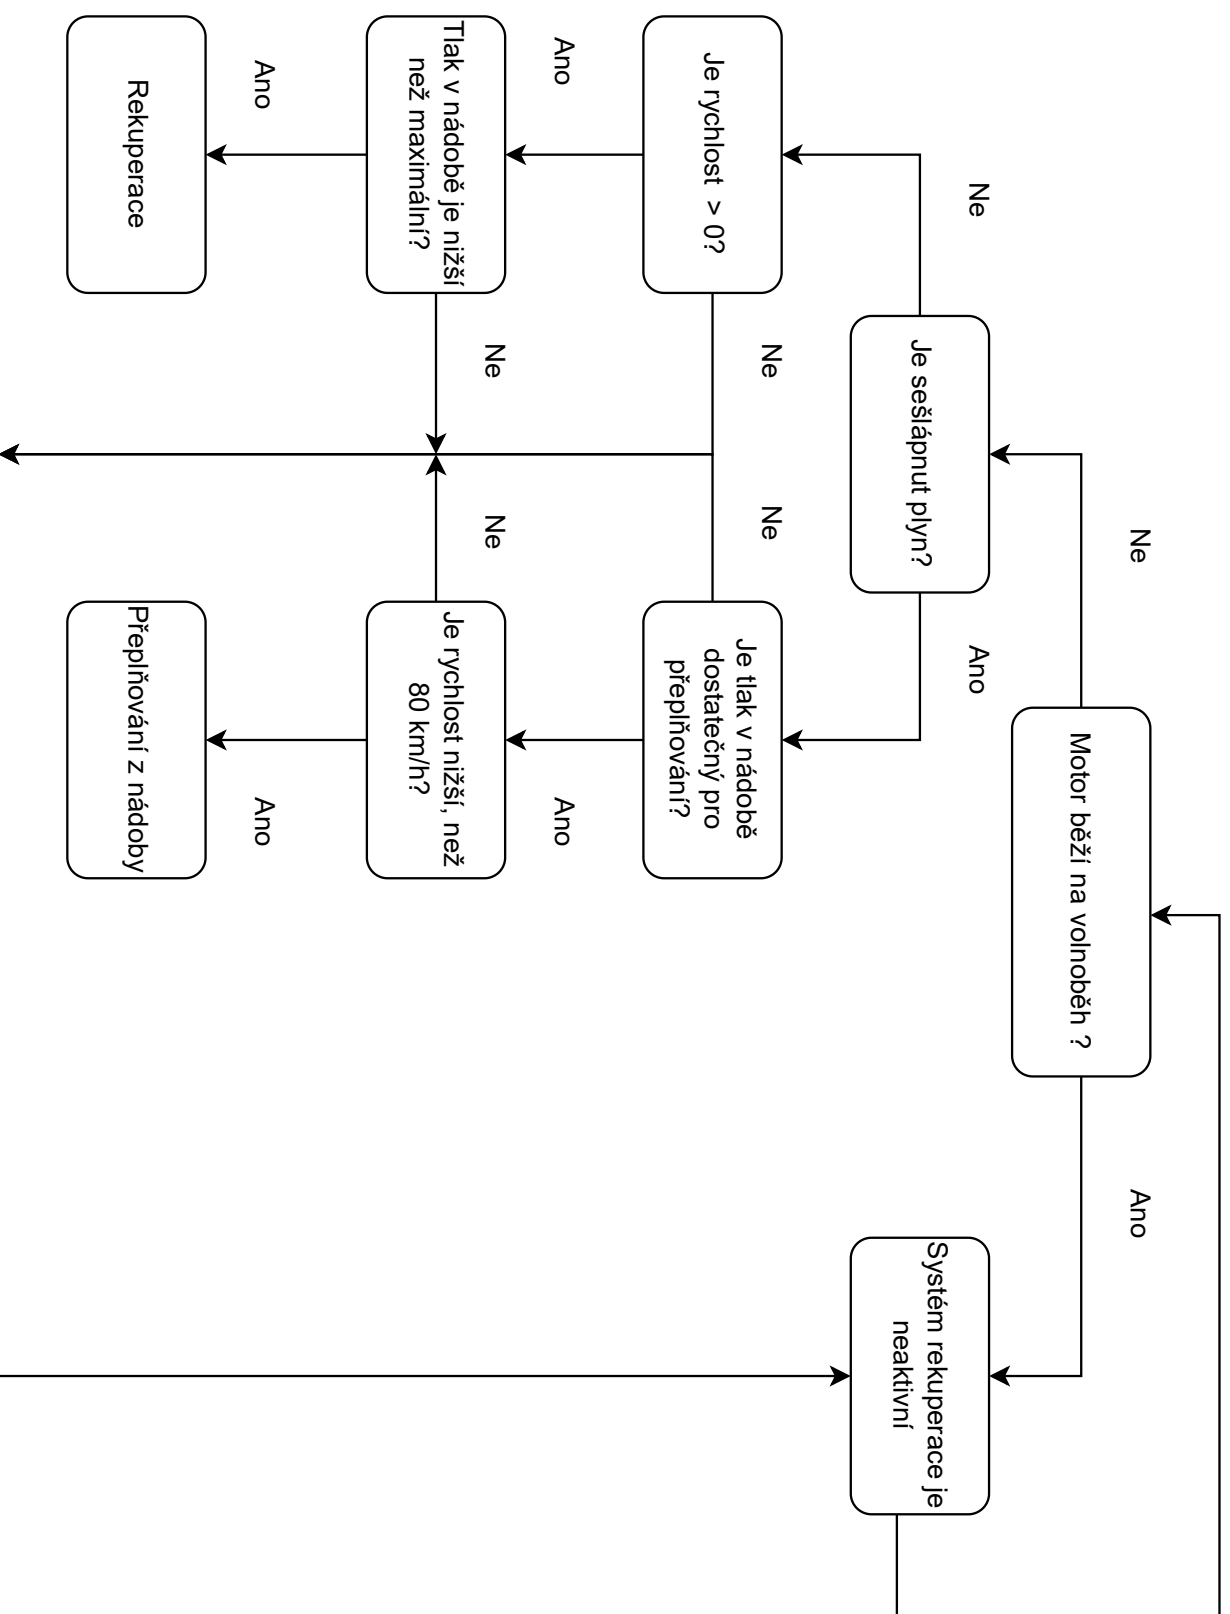 Motor běží na volnoběh ?
Ne
Ano
Je sešlápnut plyn?
Systém rekuperace je
neaktivní
Ne
Ano
Je rychlost > 0?
Ne
Ne
Je tlak v nádobě
dostatečný pro
přeplňování?
Ano
Ano
Tlak v nádobě je nižší
než maximální?
Ne
Ne
Je rychlost nižší, než
80 km/h?
Ano
Ano
Rekuperace
Přeplňování z nádoby